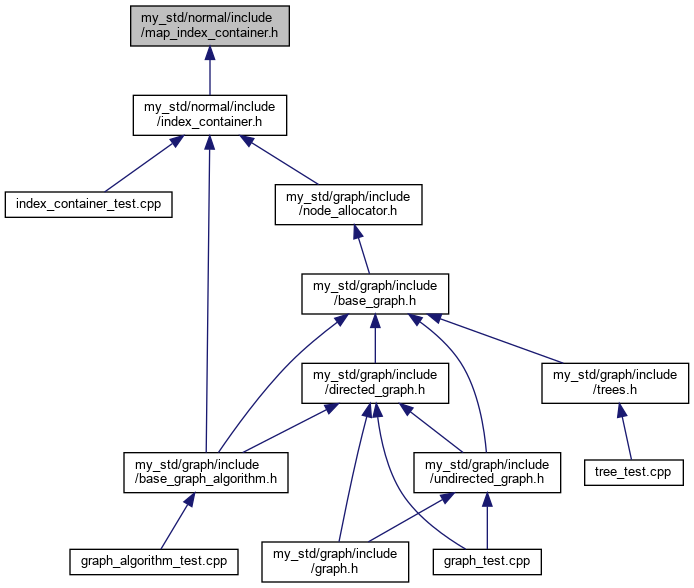 my_std/normal/include
/map_index_container.h
my_std/normal/include
/index_container.h
index_container_test.cpp
my_std/graph/include
/node_allocator.h
my_std/graph/include
/base_graph.h
my_std/graph/include
/directed_graph.h
my_std/graph/include
/trees.h
my_std/graph/include
/base_graph_algorithm.h
my_std/graph/include
/undirected_graph.h
tree_test.cpp
graph_algorithm_test.cpp
my_std/graph/include
/graph.h
graph_test.cpp